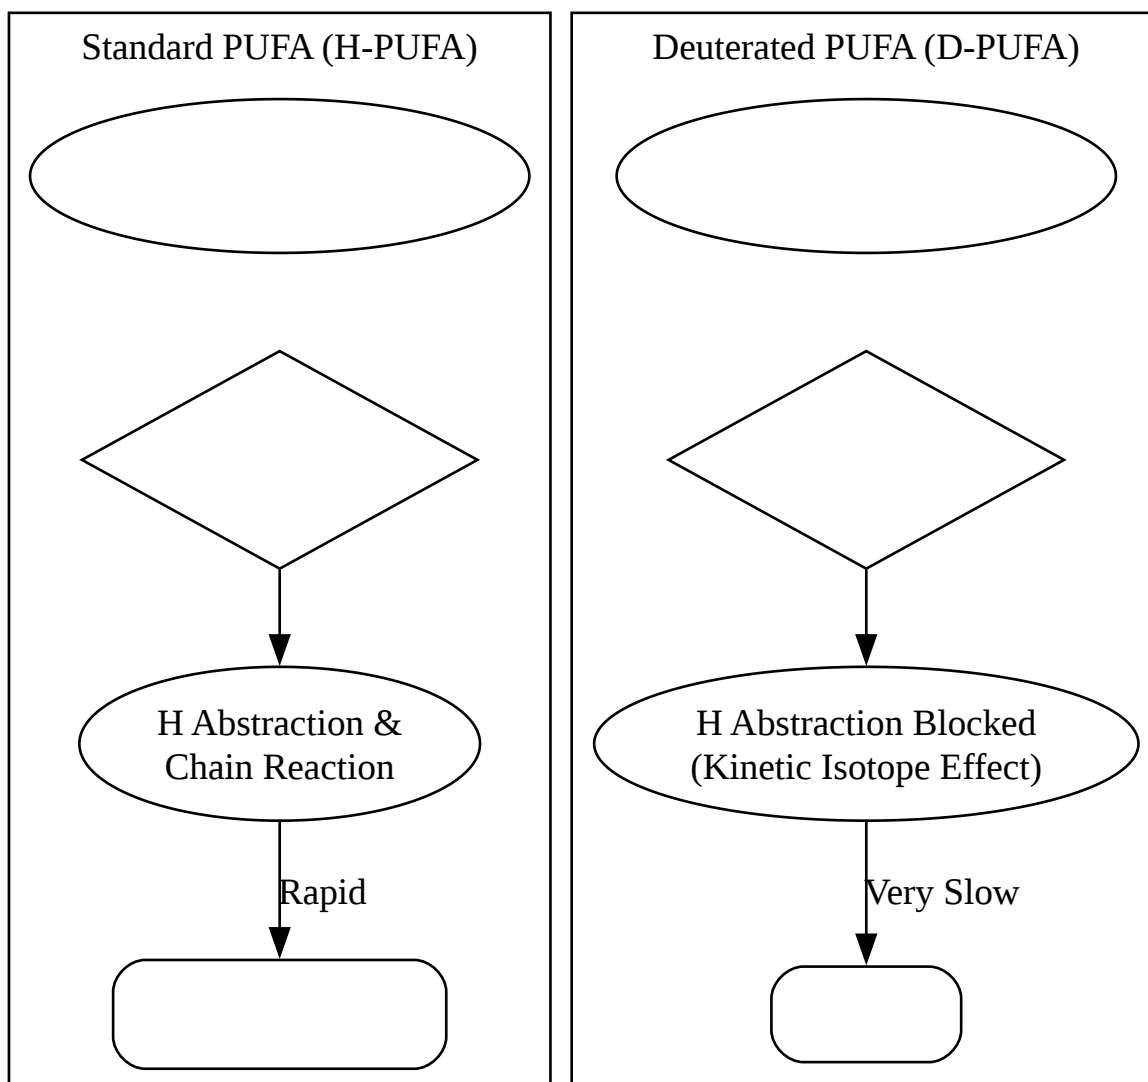 Standard PUFA (H-PUFA)
H Abstraction &
Chain Reaction
Rapid
Deuterated PUFA (D-PUFA)
H Abstraction Blocked
(Kinetic Isotope Effect)
Very Slow